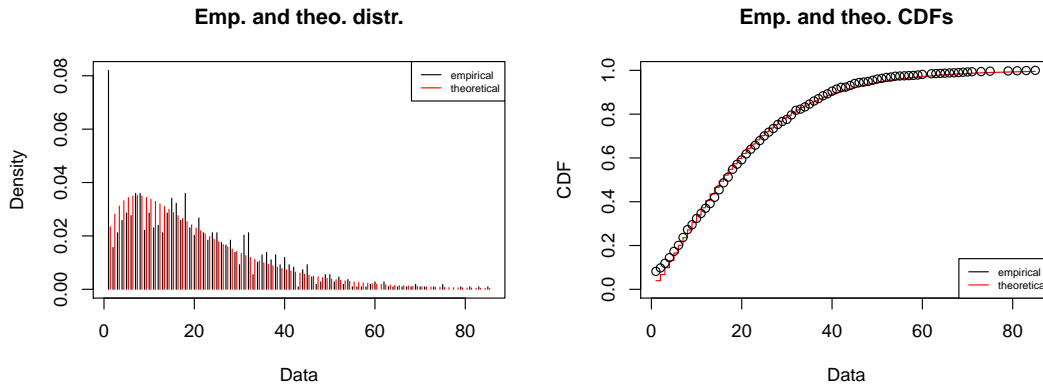 Emp. and theo. distr.
empirical
theoretical
0.08
0.06
0.04
0.02
0.00
Density
0 20 40 60 80
Data
Emp. and theo. CDFs
1.0
0.8
0.6
0.4
0.2
0.0
CDF
empirical
theoretical
0 20 40 60 80
Data